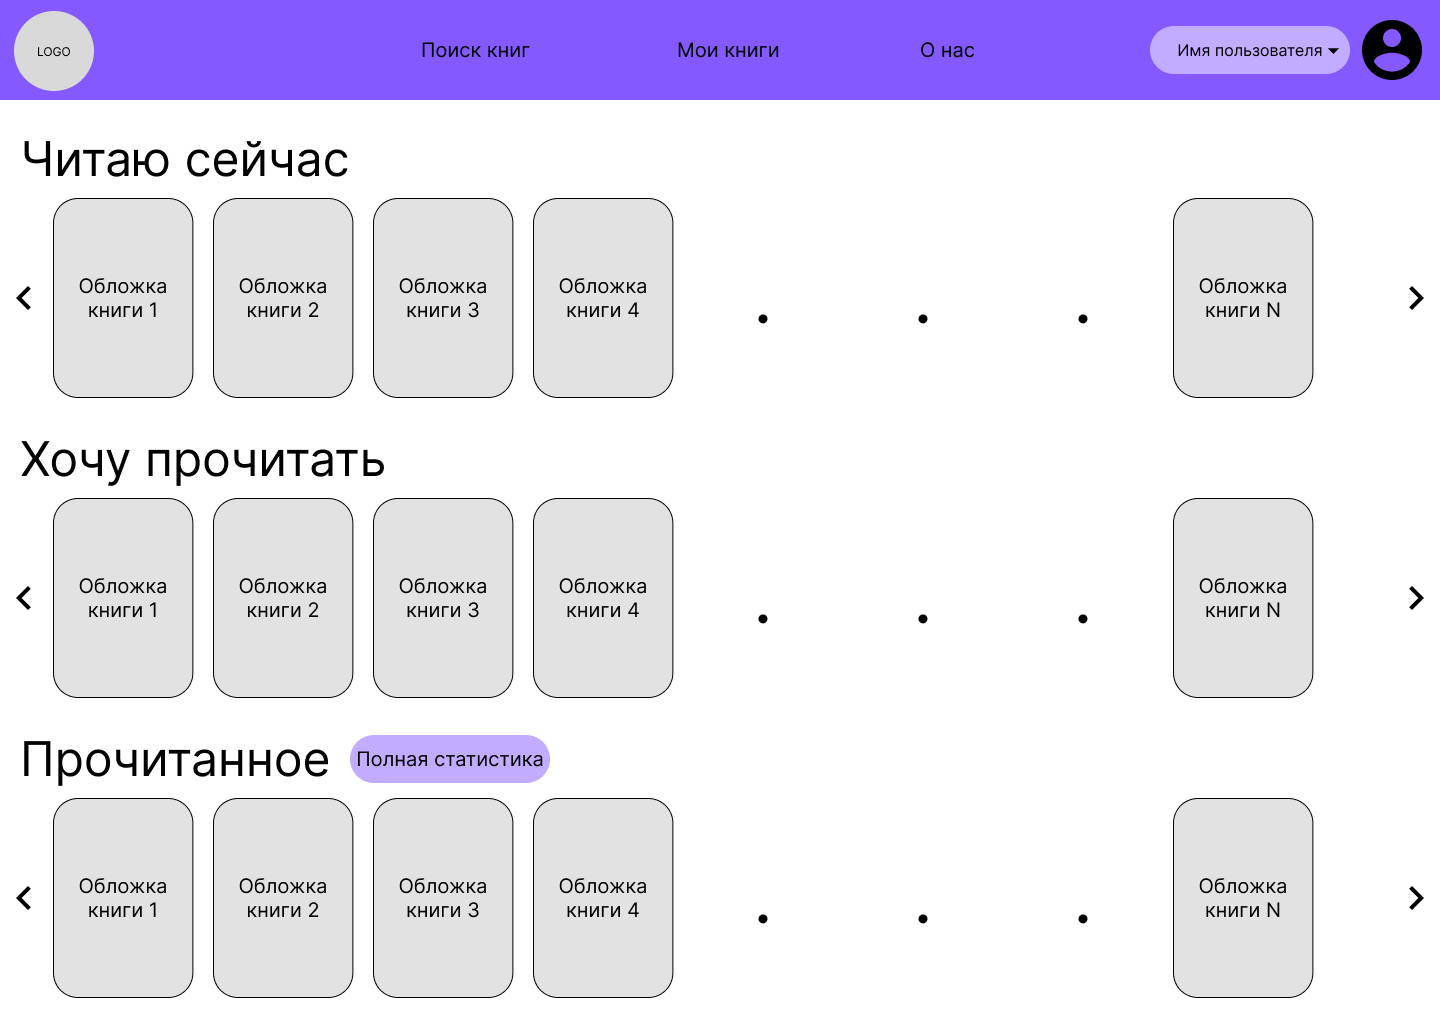 LOGO
Поиск книг
Мои книги
О нас
Имя пользователя
Читаю сейчас
Обложка
книги 1
Обложка
книги 2
Обложка
книги 3
Обложка
книги 4
. . .
Обложка
книги N
Хочу прочитать
Обложка
книги 1
Обложка
книги 2
Обложка
книги 3
Обложка
книги 4
. . .
Обложка
книги N
Прочитанное
Полная статистика
Обложка
книги 1
Обложка
книги 2
Обложка
книги 3
Обложка
книги 4
. . .
Обложка
книги N